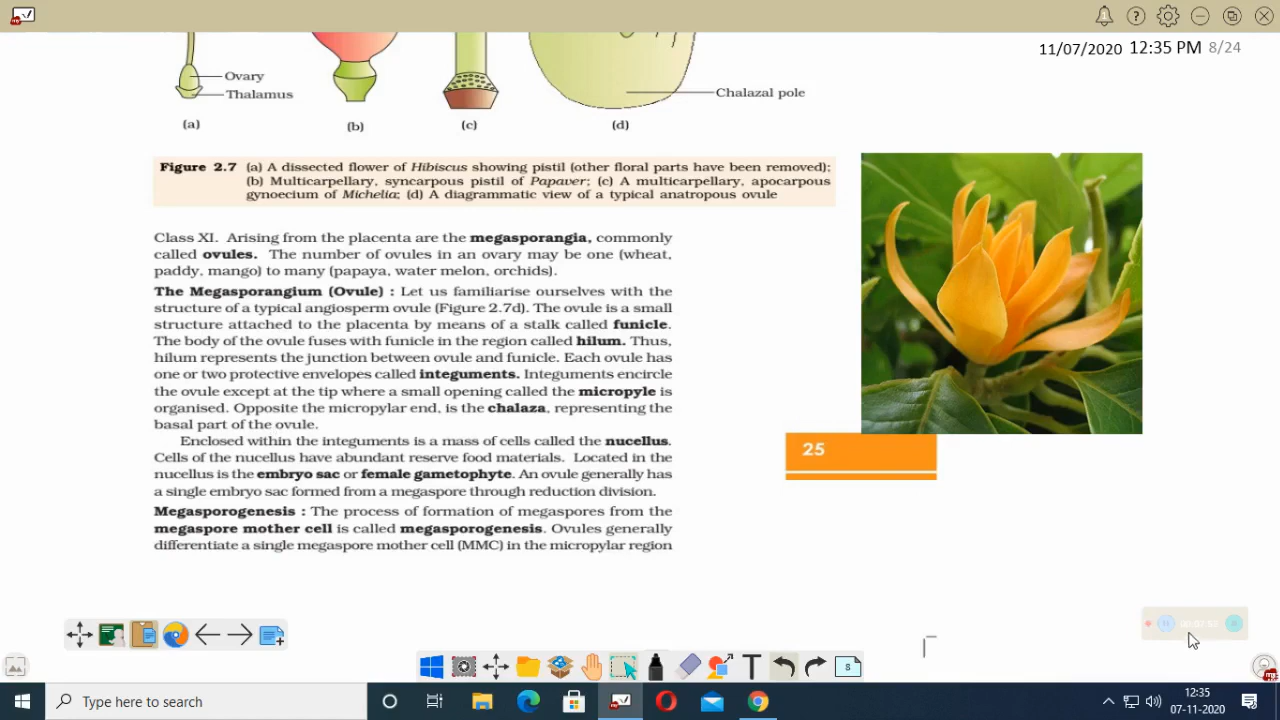 11/07/2020 12:35 PM 8/24
Ovary
Thalamus
Chalazal pole
(a)
(b)
(c)
(d)
Figure 2.7 (a) A dissected flower of Hibiscus showing pistil (other floral parts have been removed);
(b) Multicarpellary, syncarpous pistil of Papaver; (c) A multicarpellary, apocarpous
gynoecium of Michelia; (d) A diagrammatic view of a typical anatropous ovule
Class XI. Arising from the placenta are the megasporangia, commonly
called ovules. The number of ovules in an ovary may be one (wheat,
paddy, mango) to many (papaya, water melon, orchids).
The Megasporangium (Ovule) : Let us familiarise ourselves with the
structure of a typical angiosperm ovule (Figure 2.7d). The ovule is a small
structure attached to the placenta by means of a stalk called funicle.
The body of the ovule fuses with funicle in the region called hilum. Thus,
hilum represents the junction between ovule and funicle. Each ovule has
one or two protective envelopes called integuments. Integuments encircle
the ovule except at the tip where a small opening called the micropyle is
organised. Opposite the micropylar end, is the chalaza, representing the
basal part of the ovule.
Enclosed within the integuments is a mass of cells called the nucellus.
Cells of the nucellus have abundant reserve food materials. Located in the
nucellus is the embryo sac or female gametophyte. An ovule generally has
a single embryo sac formed from a megaspore through reduction division.
Megasporogenesis : The process of formation of megaspores from the
megaspore mother cell is called megasporogenesis. Ovules generally
differentiate a single megaspore mother cell (MMC) in the micropylar region
25
8
Type here to search
12:35
07-11-2020